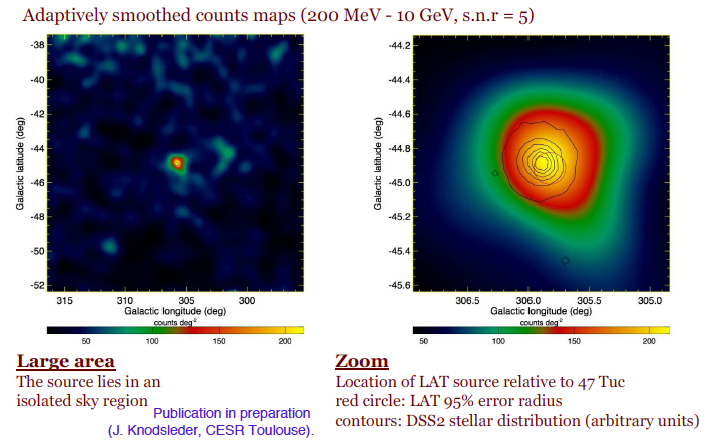 Adaptively smoothed counts maps (200 MeV - 10 GeV, s.n.r = 5)
-38
-40
-42
-44
-46
-48
-50
-52
Galactic latitude (deg)
315
310
305
300
Galactic longitude (deg)
counts deg⁻²
50
100
150
200
-44.2
-44.4
-44.6
-44.8
-45.0
-45.2
-45.4
-45.6
Galactic latitude (deg)
306.5
306.0
305.5
305.0
Galactic longitude (deg)
counts deg⁻²
50
100
150
200
Large area
The source lies in an
isolated sky region
Publication in preparation
(J. Knodsleder, CESR Toulouse).
Zoom
Location of LAT source relative to 47 Tuc
red circle: LAT 95% error radius
contours: DSS2 stellar distribution (arbitrary units)